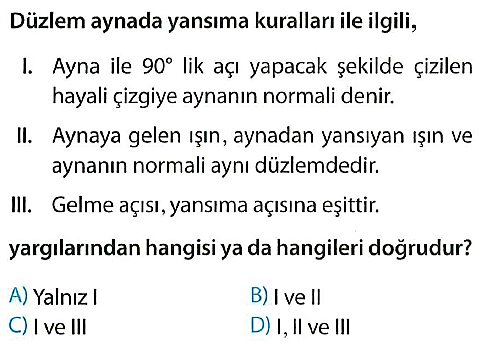 Düzlem aynada yansıma kuralları ile ilgili,
I. Ayna ile 90° lik açı yapacak şekilde çizilen
hayali çizgiye aynanın normali denir.
II. Aynaya gelen ışın, aynadan yansıyan ışın ve
aynanın normali aynı düzlemdedir.
III. Gelme açısı, yansıma açısına eşittir.
yargılarından hangisi ya da hangileri doğrudur?
A) Yalnız I B) I ve II
C) I ve III D) I, II ve III